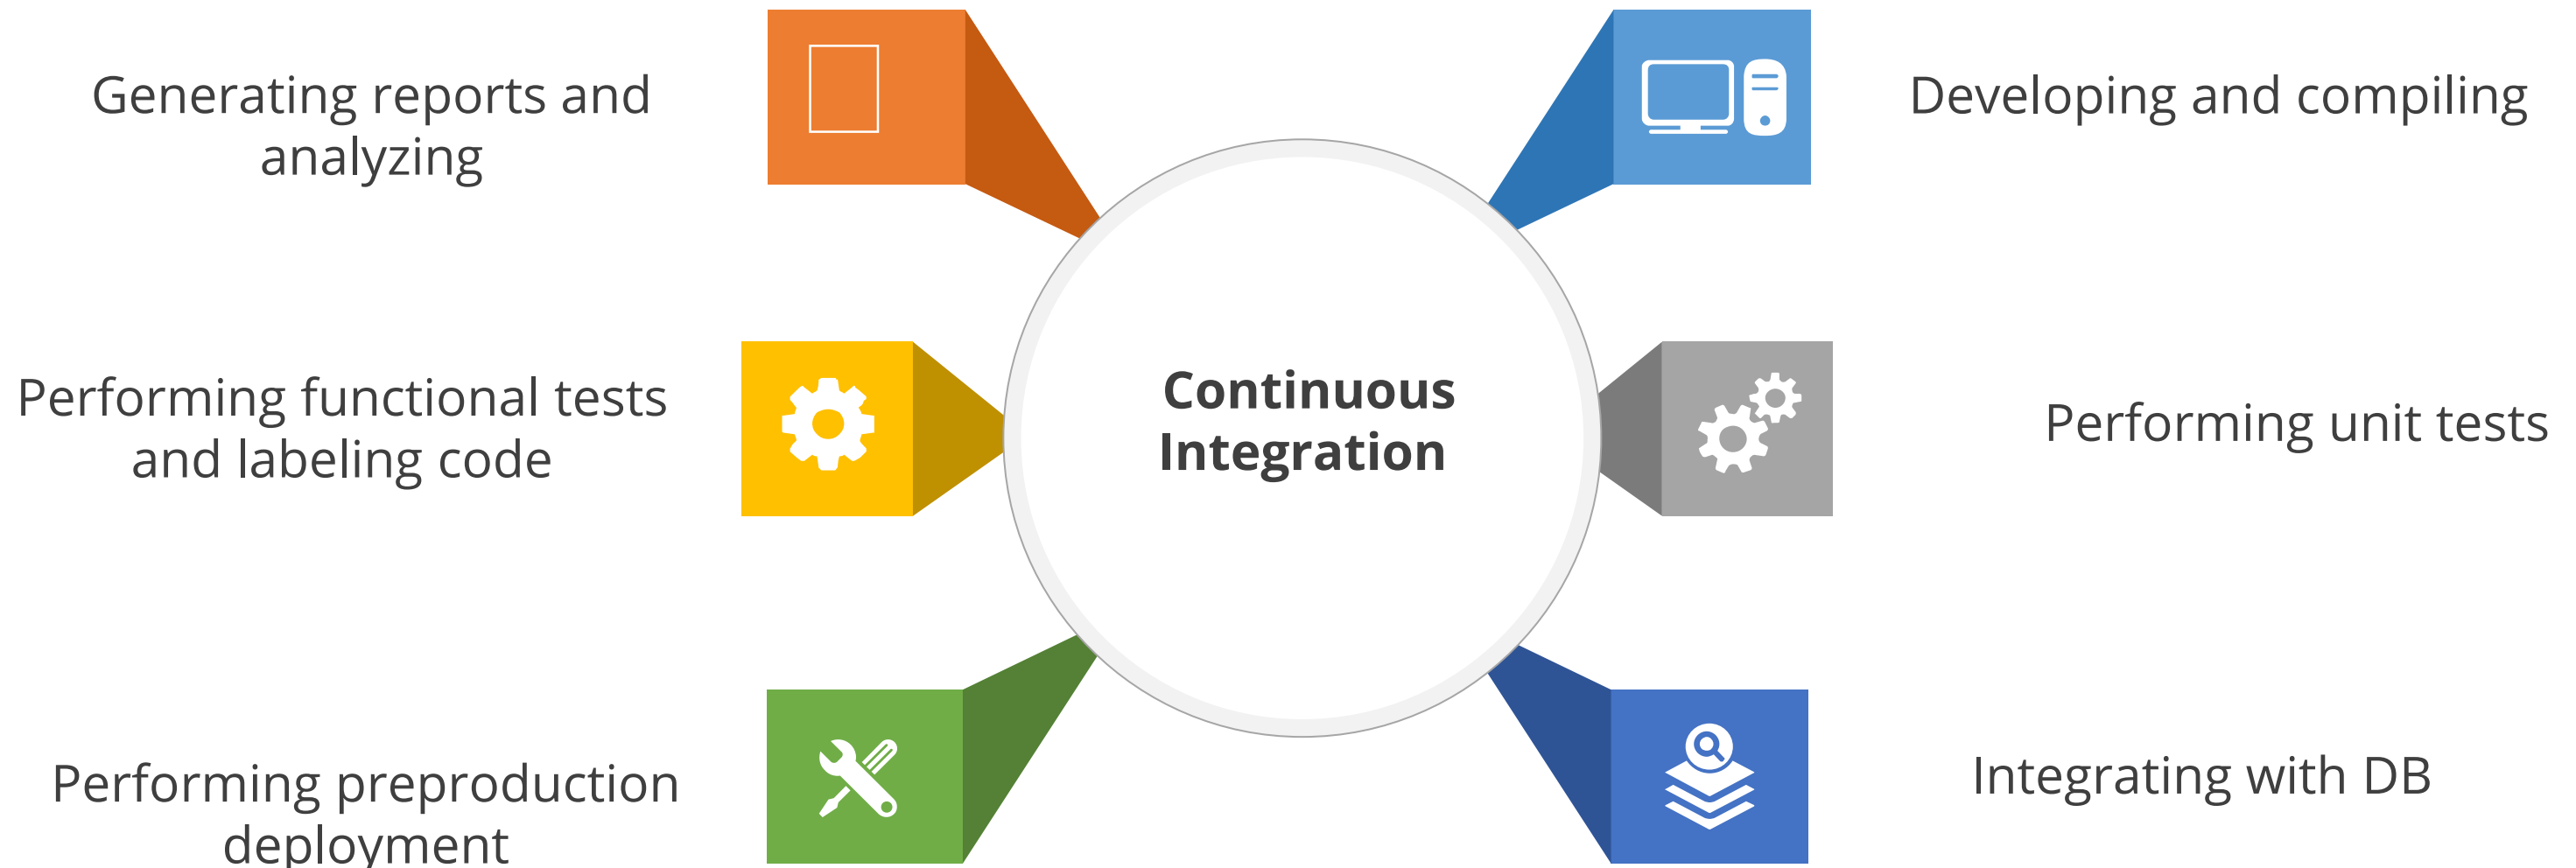 Generating reports and
analyzing
Developing and compiling
Performing functional tests
and labeling code
Continuous
Integration
Performing unit tests
Performing preproduction
deployment
Integrating with DB